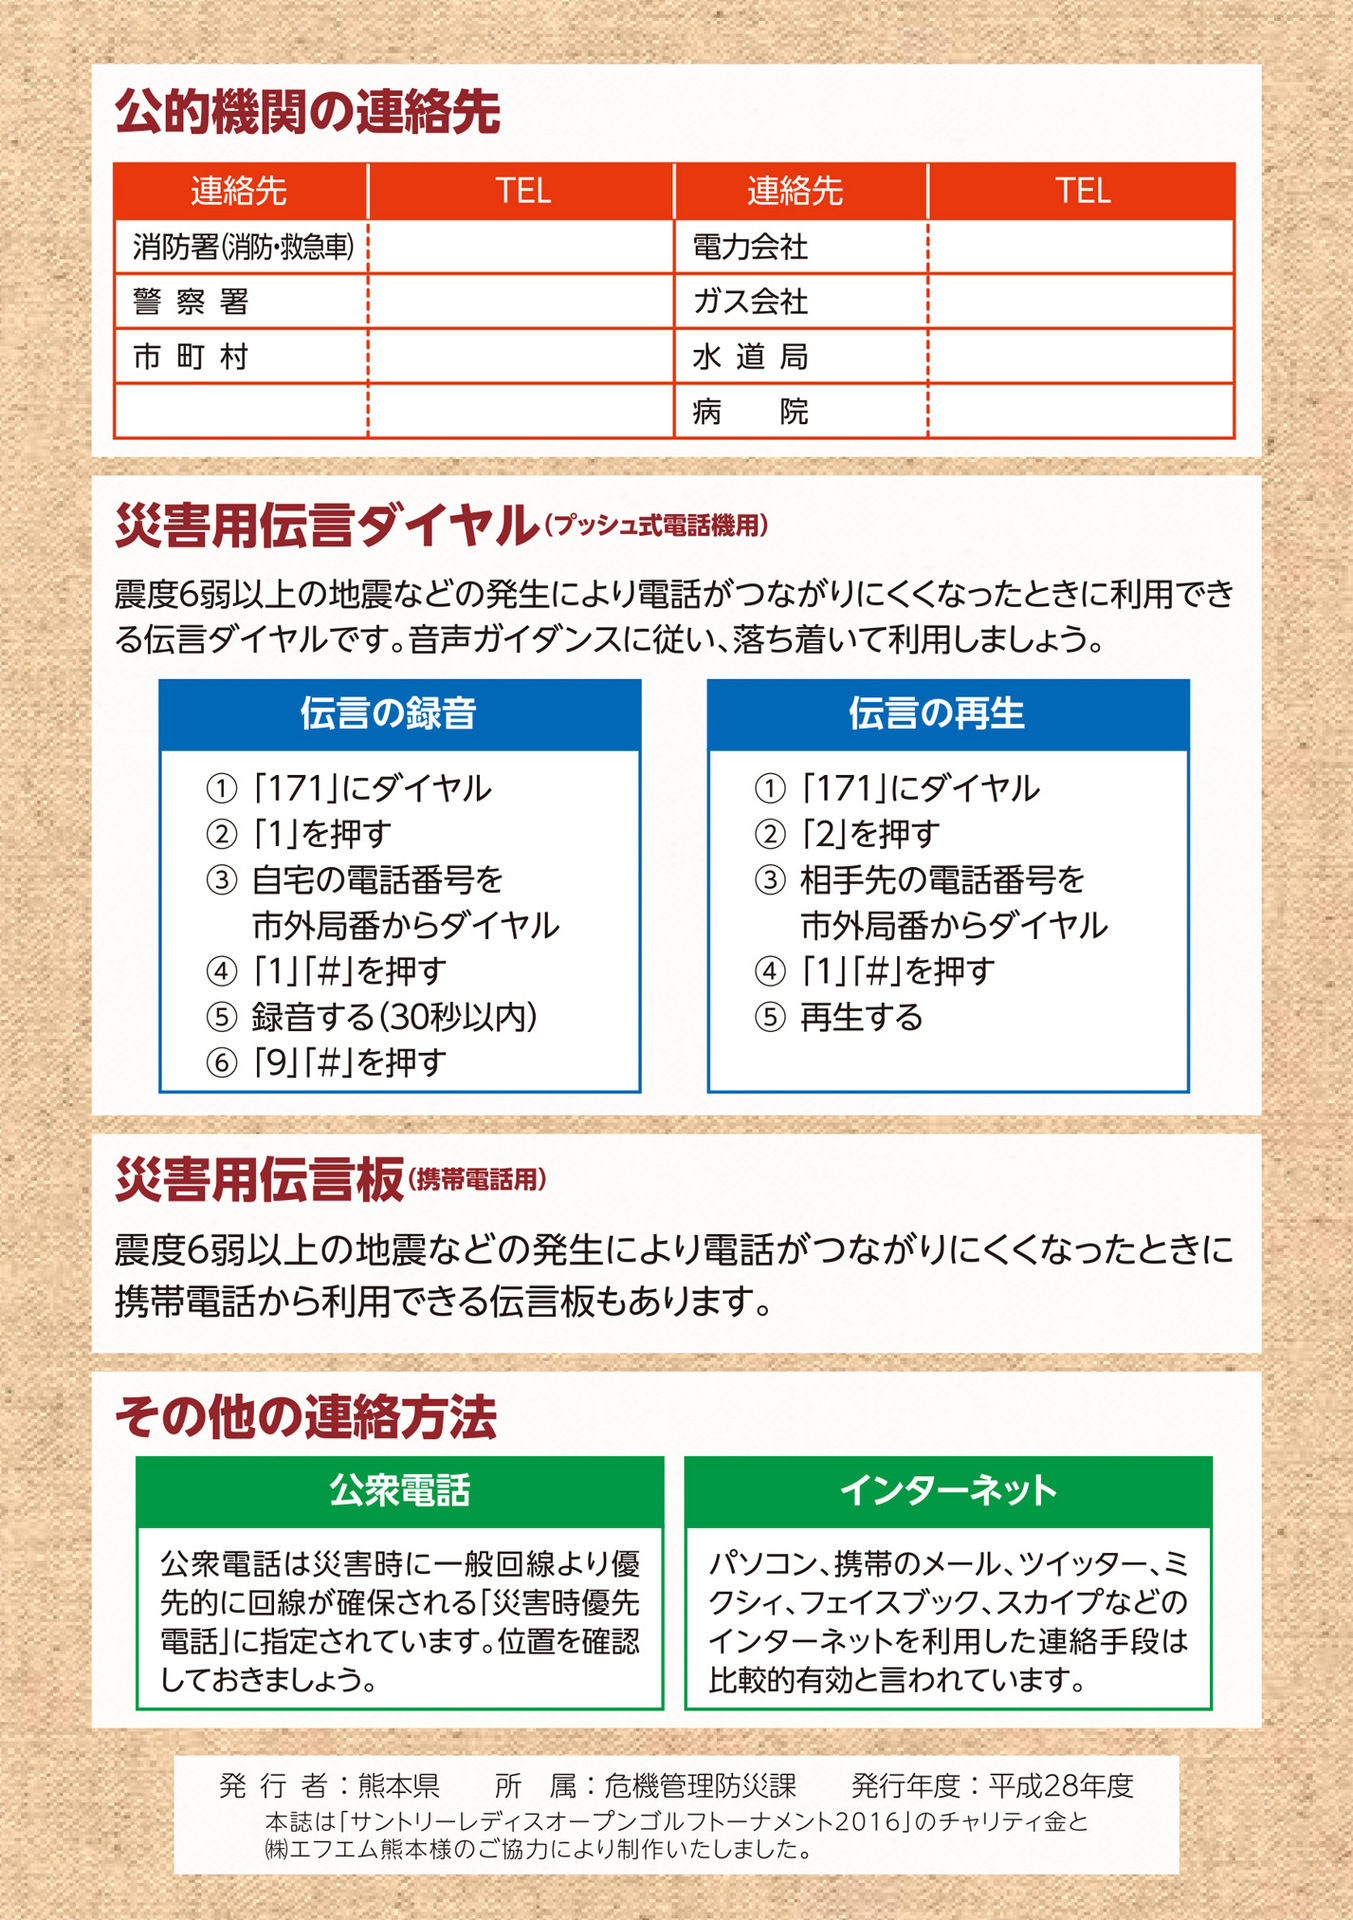 公的機関の連絡先
連絡先 TEL 連絡先 TEL
消防署(消防・救急車) 電力会社
警察署 ガス会社
市町村 水道局
病院
災害用伝言ダイヤル(プッシュ式電話機用)
震度6弱以上の地震などの発生により電話がつながりにくくなったときに利用でき
る伝言ダイヤルです。音声ガイダンスに従い、落ち着いて利用しましょう。
伝言の録音
①「171」にダイヤル
②「1」を押す
③ 自宅の電話番号を
市外局番からダイヤル
④「1」「#」を押す
⑤ 録音する(30秒以内)
⑥「9」「#」を押す
伝言の再生
①「171」にダイヤル
②「2」を押す
③ 相手先の電話番号を
市外局番からダイヤル
④「1」「#」を押す
⑤ 再生する
災害用伝言板(携帯電話用)
震度6弱以上の地震などの発生により電話がつながりにくくなったときに
携帯電話から利用できる伝言板もあります。
その他の連絡方法
公衆電話
公衆電話は災害時に一般回線より優
先的に回線が確保される「災害時優先
電話」に指定されています。位置を確認
しておきましょう。
インターネット
パソコン、携帯のメール、ツイッター、ミ
クシィ、フェイスブック、スカイプなどの
インターネットを利用した連絡手段は
比較的有効と言われています。
発行者：熊本県 所属：危機管理防災課 発行年度：平成28年度
本誌は「サントリーレディスオープンゴルフトーナメント2016」のチャリティ金と
㈱エフエム熊本様のご協力により制作いたしました。